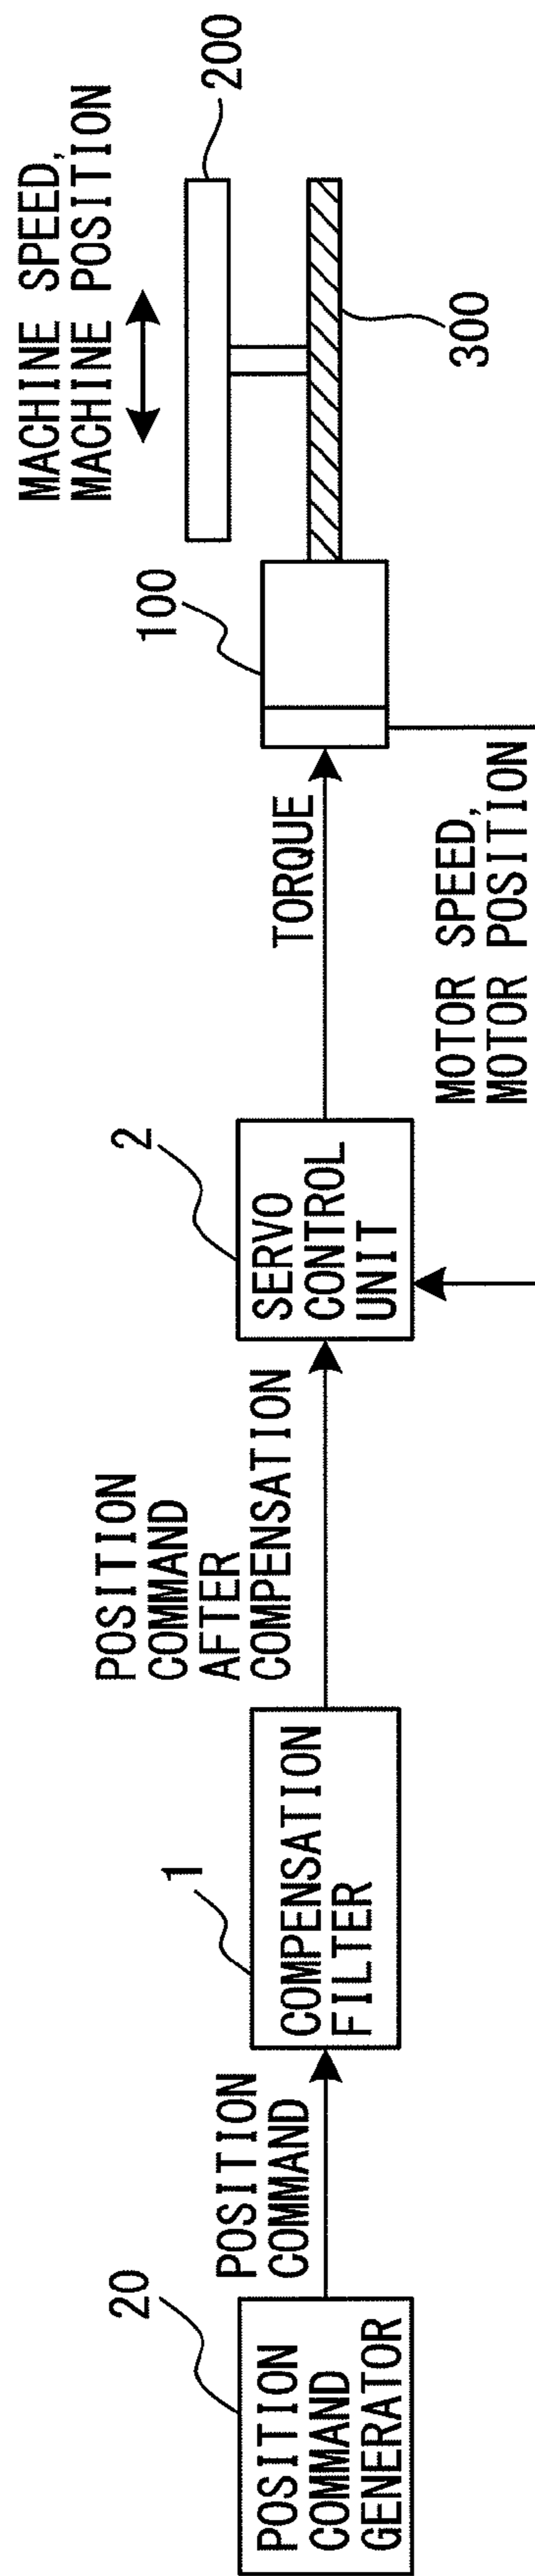 20
POSITION
COMMAND
GENERATOR
POSITION
COMMAND
1
COMPENSATION
FILTER
POSITION
COMMAND
AFTER
COMPENSATION
2
SERVO
CONTROL
UNIT
TORQUE
MOTOR SPEED,
MOTOR POSITION
100
MACHINE SPEED,
MACHINE POSITION
200
300